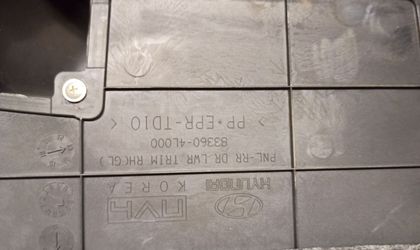 HYUNDAI
KOREA
PNL-RR DR LWR TRIM RH(GL)
83360-4L000
> PP+EPR-TD10 <